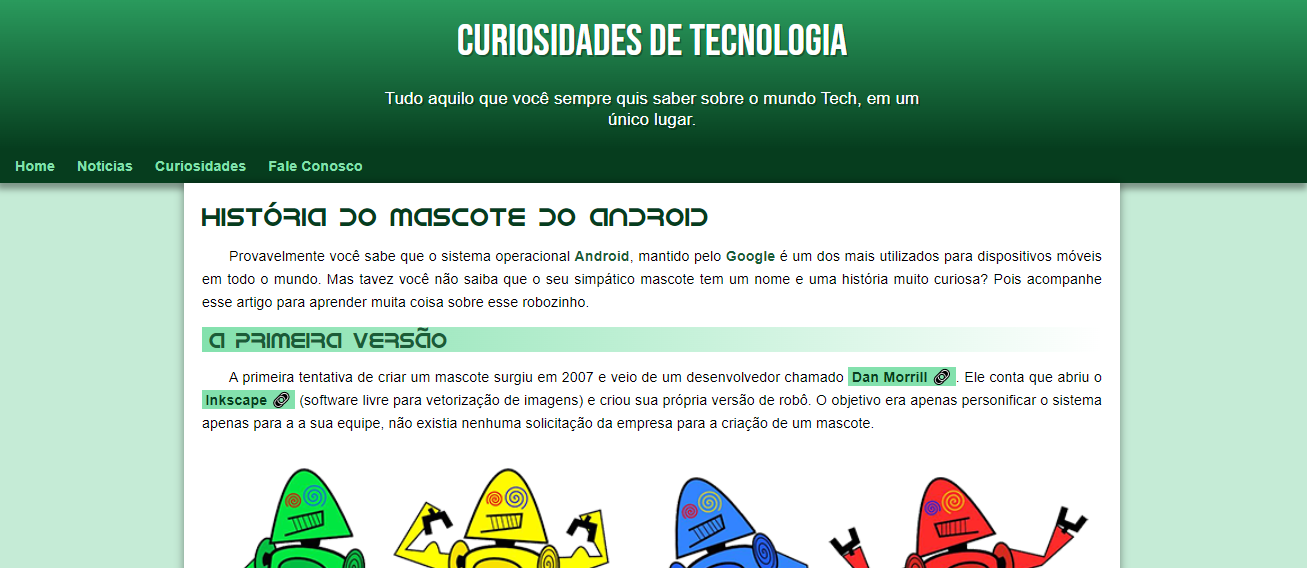 CURIOSIDADES DE TECNOLOGIA
Tudo aquilo que você sempre quis saber sobre o mundo Tech, em um
único lugar.
Home Noticias Curiosidades Fale Conosco
HISTÓRIA DO MASCOTE DO ANDROID
Provavelmente você sabe que o sistema operacional Android, mantido pelo Google é um dos mais utilizados para dispositivos móveis
em todo o mundo. Mas tavez você não saiba que o seu simpático mascote tem um nome e uma história muito curiosa? Pois acompanhe
esse artigo para aprender muita coisa sobre esse robozinho.
A PRIMEIRA VERSÃO
A primeira tentativa de criar um mascote surgiu em 2007 e veio de um desenvolvedor chamado Dan Morrill . Ele conta que abriu o
Inkscape (software livre para vetorização de imagens) e criou sua própria versão de robô. O objetivo era apenas personificar o sistema
apenas para a a sua equipe, não existia nenhuma solicitação da empresa para a criação de um mascote.